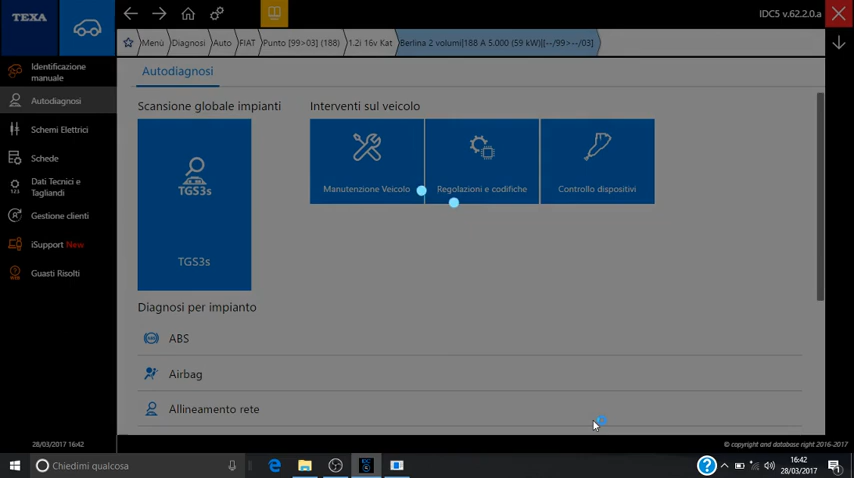 TEXA
IDC5 v.62.2.0.a
Menù
Diagnosi
Auto
FIAT
Punto [99>03] (188)
1.2i 16v Kat
Berlina 2 volumi[188 A 5.000 (59 kW)[[--/99>--/03]
Identificazione
manuale
Autodiagnosi
Schemi Elettrici
Schede
Dati Tecnici e
Tagliandi
Gestione clienti
iSupport New
Guasti Risolti
28/03/2017 16:42
Autodiagnosi
Scansione globale impianti
Interventi sul veicolo
TGS3s
TGS3s
Manutenzione Veicolo
Regolazioni e codifiche
Controllo dispositivi
Diagnosi per impianto
ABS
ABS
Airbag
Allineamento rete
© copyright and database right 2016-2017
Chiedimi qualcosa
16:42
28/03/2017